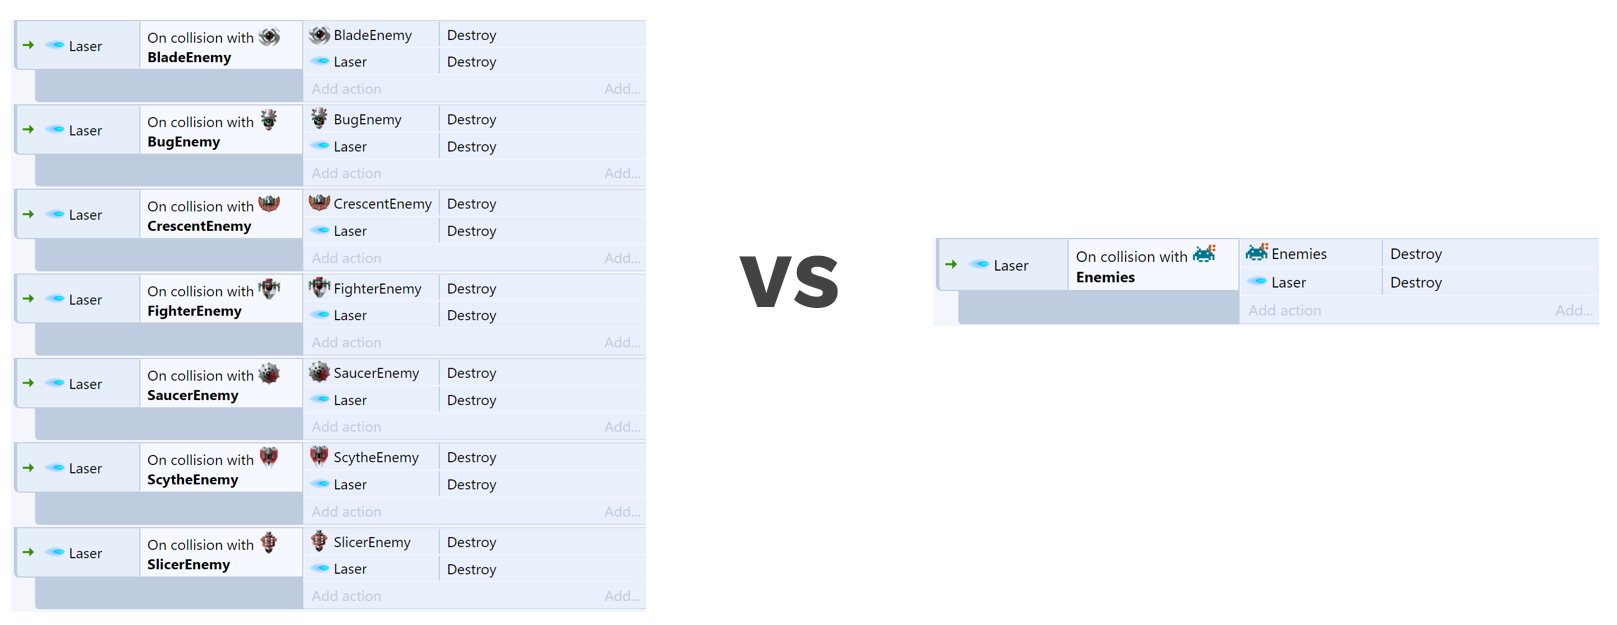 Laser
On collision with
BladeEnemy
BladeEnemy Destroy
Laser Destroy
Add action Add...
Laser
On collision with
BugEnemy
BugEnemy Destroy
Laser Destroy
Add action Add...
Laser
On collision with
CrescentEnemy
CrescentEnemy Destroy
Laser Destroy
Add action Add...
Laser
On collision with
FighterEnemy
FighterEnemy Destroy
Laser Destroy
Add action Add...
Laser
On collision with
SaucerEnemy
SaucerEnemy Destroy
Laser Destroy
Add action Add...
Laser
On collision with
ScytheEnemy
ScytheEnemy Destroy
Laser Destroy
Add action Add...
Laser
On collision with
SlicerEnemy
SlicerEnemy Destroy
Laser Destroy
Add action Add...
VS
Laser
On collision with
Enemies
Enemies Destroy
Laser Destroy
Add action Add...